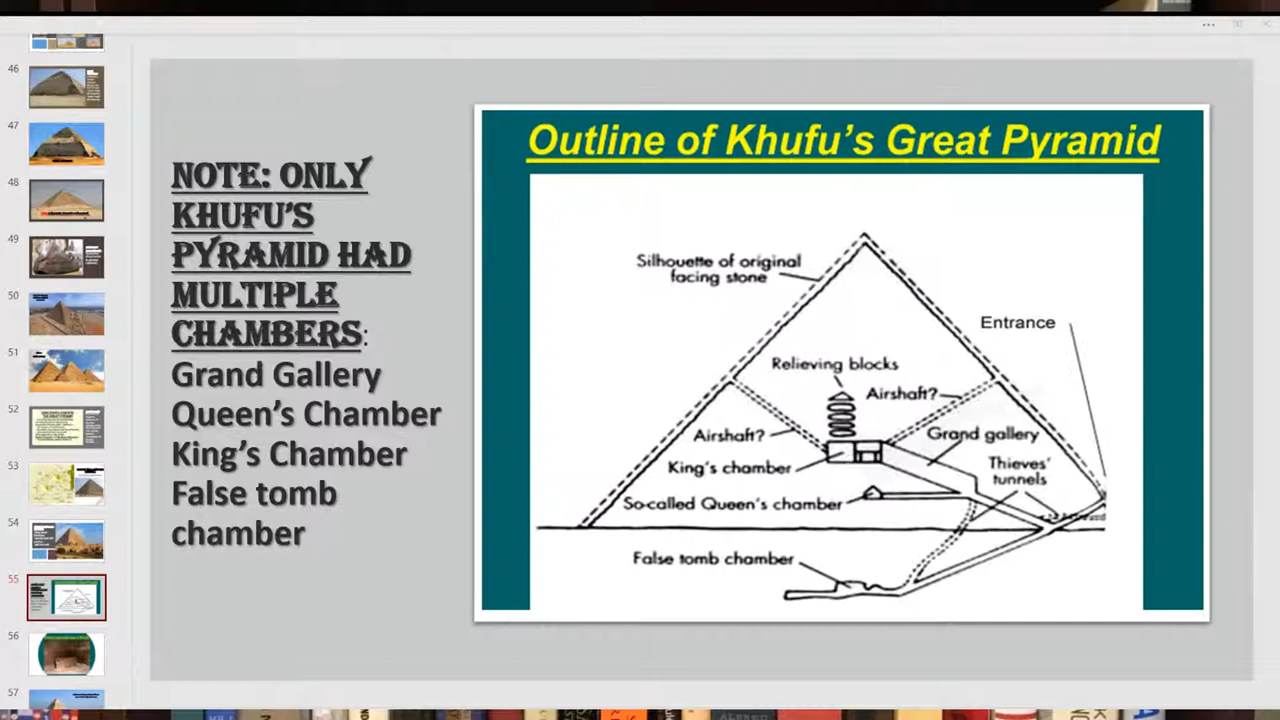 46
47
48
49
50
51
52
53
54
55
56
57
NOTE: ONLY
KHUFU'S
PYRAMID HAD
MULTIPLE
CHAMBERS:
Grand Gallery
Queen's Chamber
King's Chamber
False tomb
chamber
Outline of Khufu's Great Pyramid
Silhouette of original
facing stone
Entrance
Relieving blocks
Airshaft?
Airshaft?
Grand gallery
King's chamber
Thieves'
tunnels
So-called Queen's chamber
False tomb chamber